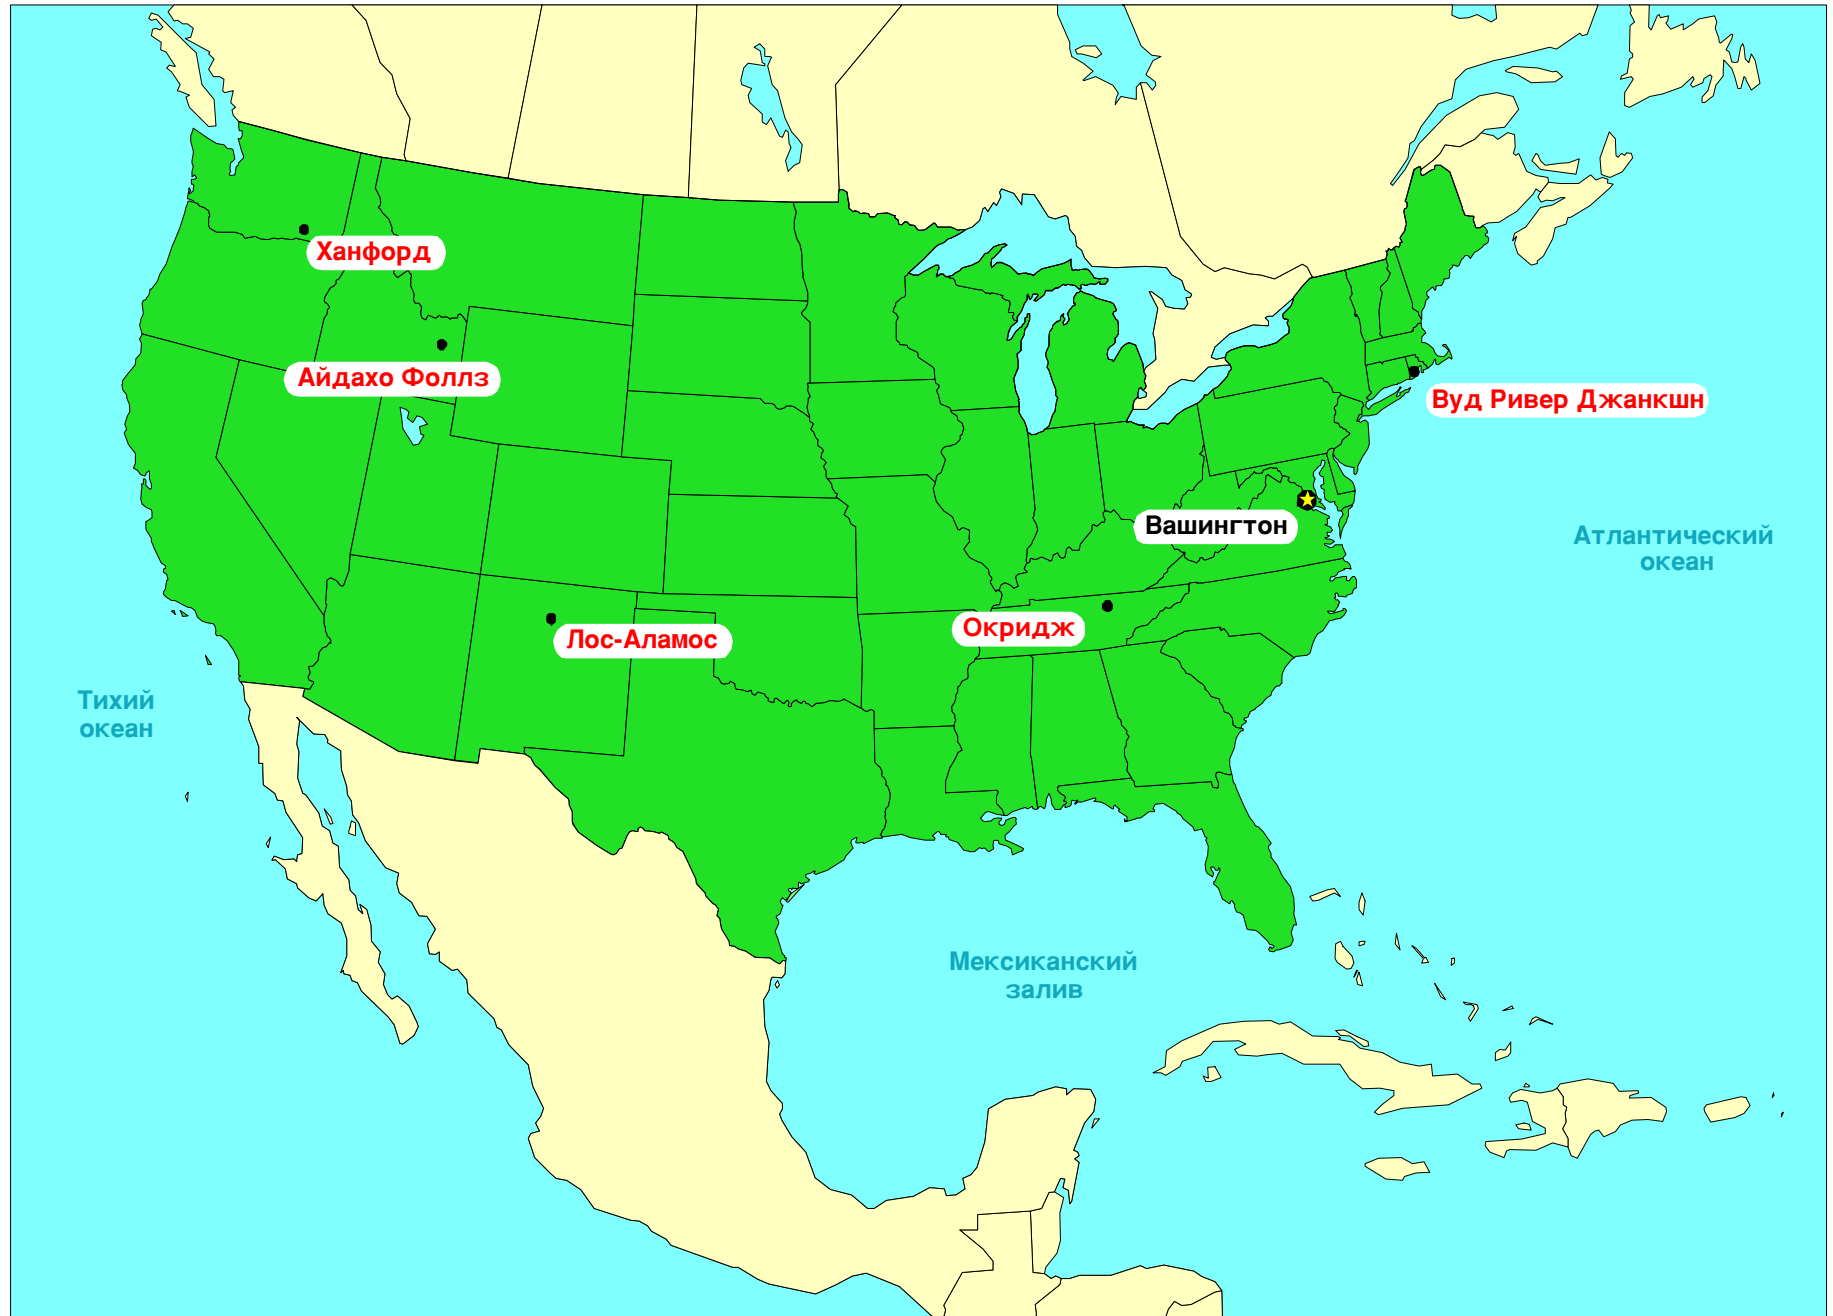 Ханфорд
Айдахо Фоллз
Вуд Ривер Джанкшн
Вашингтон
Атлантический
океан
Окридж
Лос-Аламос
Тихий
океан
Мексиканский
залив